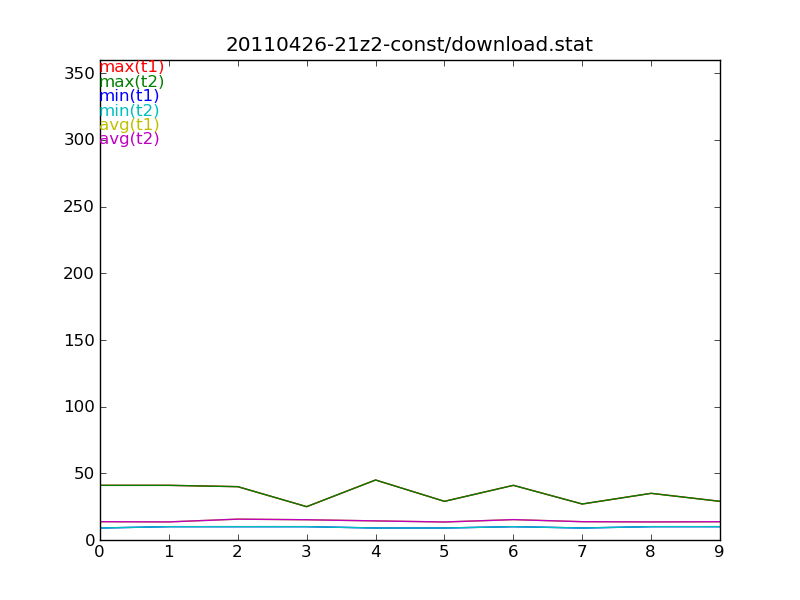 20110426-21z2-const/download.stat
350
max(t1)
max(t2)
min(t1)
min(t2)
avg(t1)
avg(t2)
300
250
200
150
100
50
0
0 1 2 3 4 5 6 7 8 9